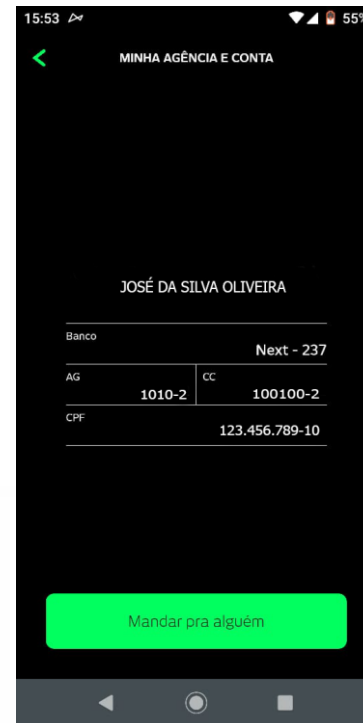 15:53 55%
MINHA AGÊNCIA E CONTA
JOSÉ DA SILVA OLIVEIRA
Banco
Next - 237
AG CC
1010-2 100100-2
CPF
123.456.789-10
Mandar pra alguém